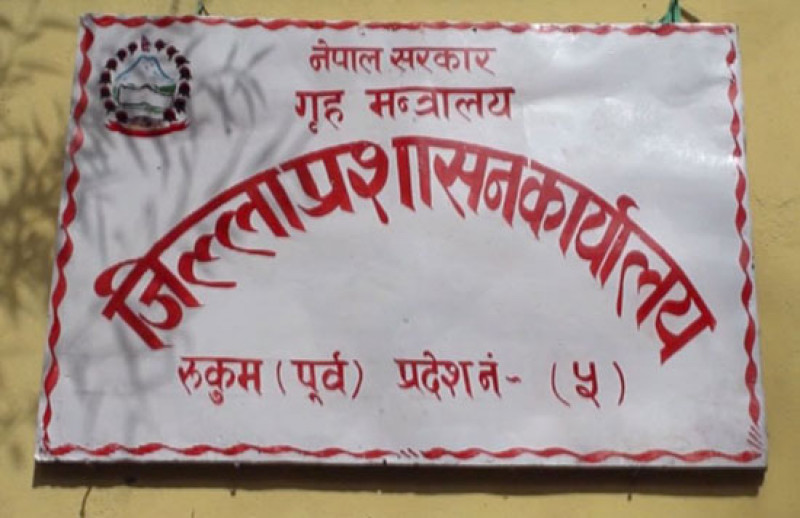 नेपाल सरकार
गृह मन्त्रालय
जिल्ला प्रशासन कार्यालय
रुकुम (पूर्व) प्रदेश नं- (५)